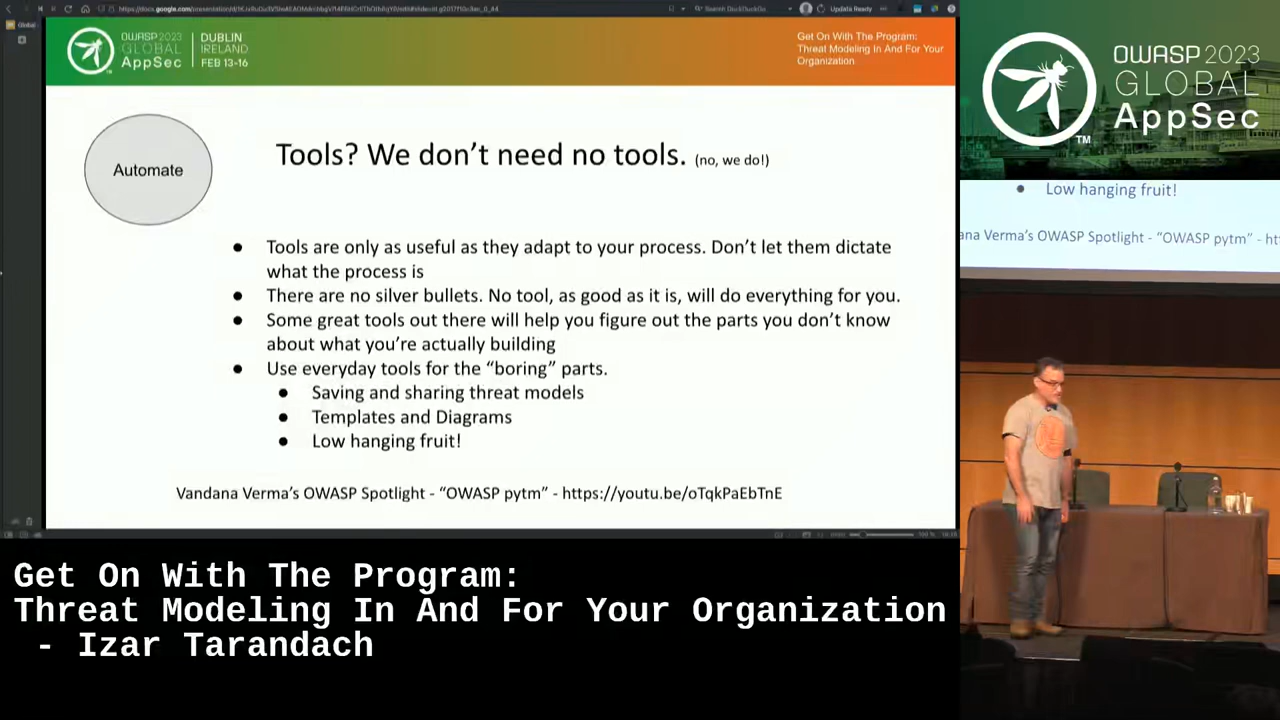 OWASP
GLOBAL
AppSec
DUBLIN
IRELAND
FEB 13-16
Get On With The Program:
Threat Modeling In And For Your
Organization
Automate
Tools? We don't need no tools. (no, we do!)
● Tools are only as useful as they adapt to your process. Don't let them dictate
what the process is
● There are no silver bullets. No tool, as good as it is, will do everything for you.
● Some great tools out there will help you figure out the parts you don't know
about what you're actually building
● Use everyday tools for the “boring” parts.
● Saving and sharing threat models
● Templates and Diagrams
● Low hanging fruit!
Vandana Verma's OWASP Spotlight - “OWASP pytm” - https://youtu.be/oTqkPaEbTnE
OWASP 2023
GLOBAL
AppSec
TM
● Low hanging fruit!
ana Verma's OWASP Spotlight - “OWASP pytm” - ht
Get On With The Program:
Threat Modeling In And For Your Organization
- Izar Tarandach